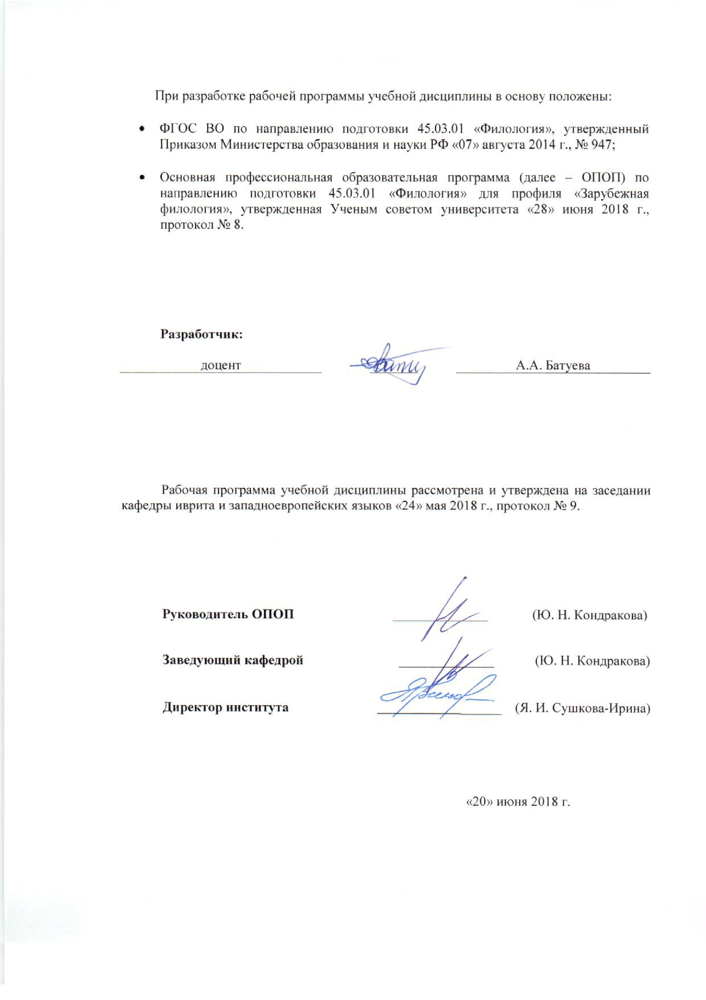 При разработке рабочей программы учебной дисциплины в основу положены:
• ФГОС ВО по направлению подготовки 45.03.01 «Филология», утвержденный
Приказом Министерства образования и науки РФ «07» августа 2014 г., № 947;
• Основная профессиональная образовательная программа (далее – ОПОП) по
направлению подготовки 45.03.01 «Филология» для профиля «Зарубежная
филология», утвержденная Ученым советом университета «28» июня 2018 г.,
протокол № 8.
Разработчик:
доцент А.А. Батуева
Рабочая программа учебной дисциплины рассмотрена и утверждена на заседании
кафедры иврита и западноевропейских языков «24» мая 2018 г., протокол № 9.
Руководитель ОПОП (Ю. Н. Кондракова)
Заведующий кафедрой (Ю. Н. Кондракова)
Директор института (Я. И. Сушкова-Ирина)
«20» июня 2018 г.